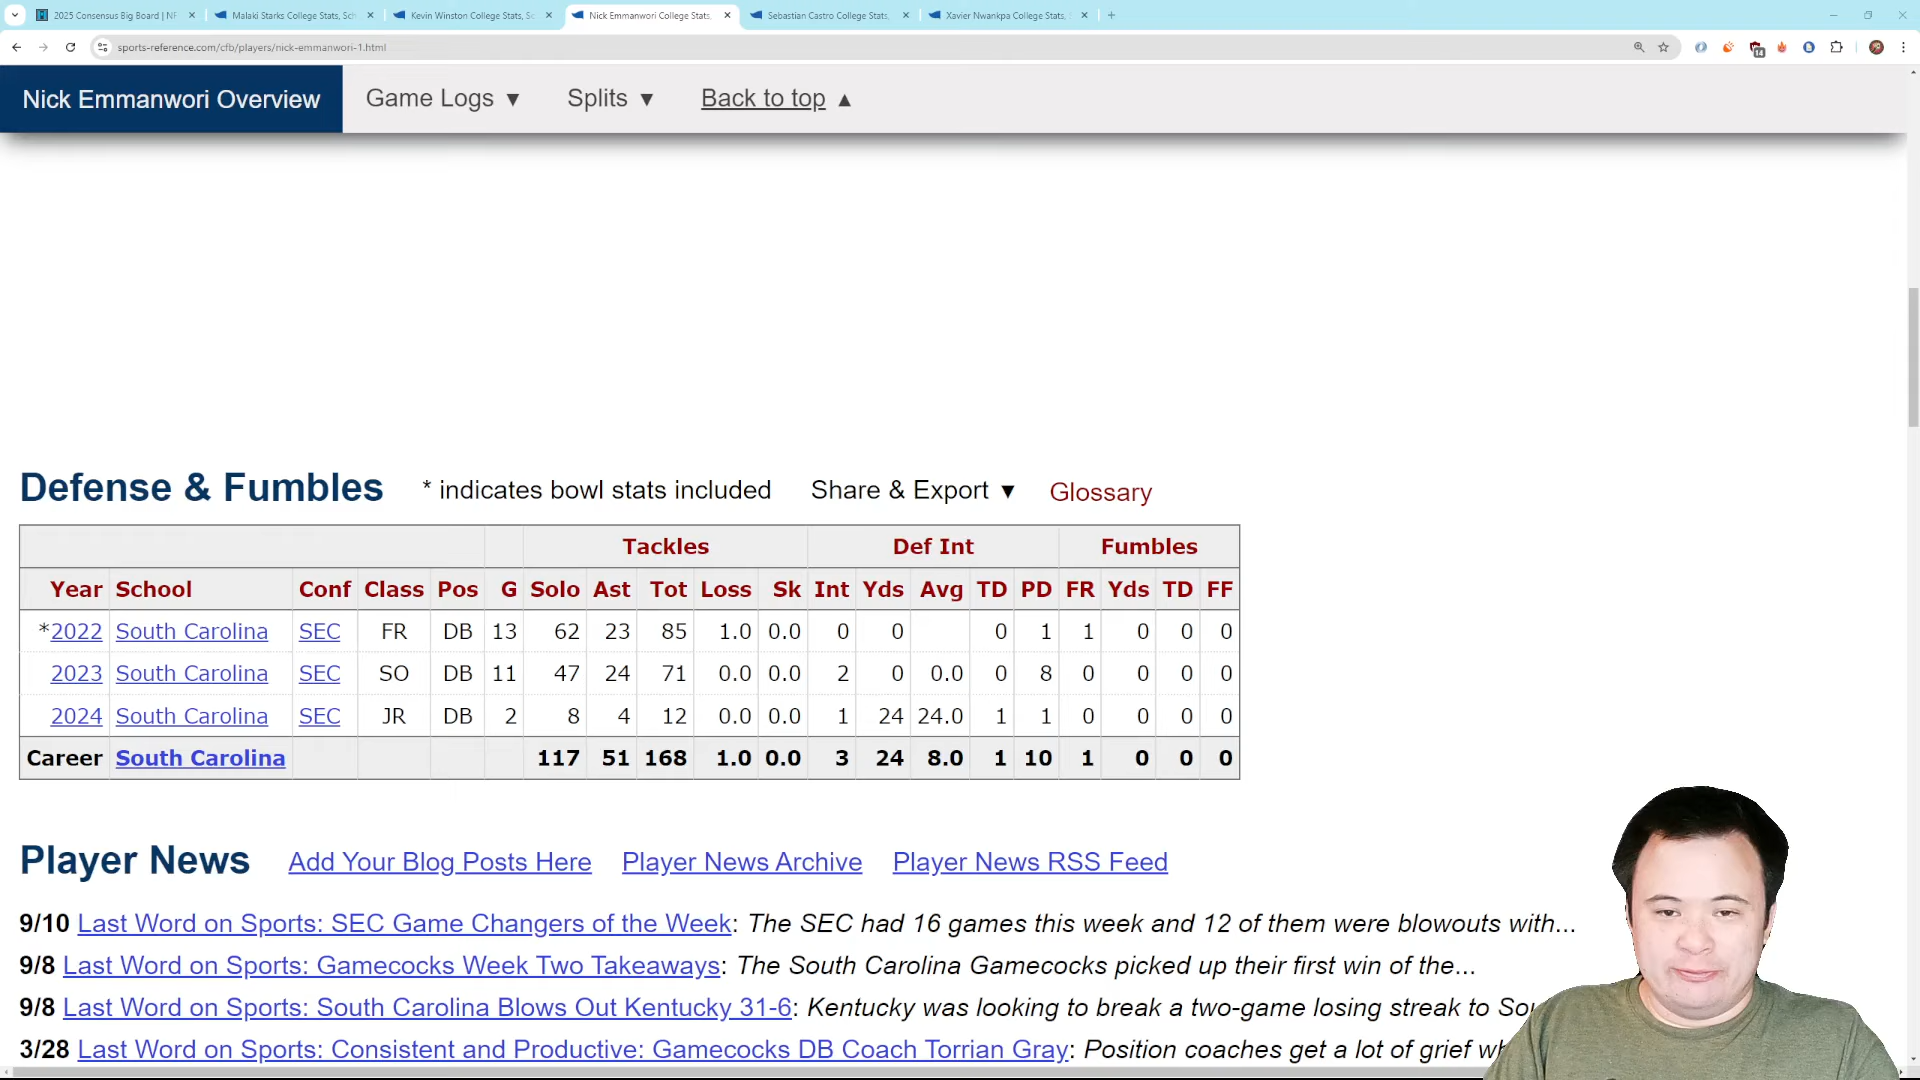 2025 Consensus Big Board | NF
Malaki Starks College Stats, Sch
Kevin Winston College Stats, Sc
Nick Emmanwori College Stats,
Sebastian Castro College Stats,
Xavier Nwankpa College Stats,
sports-reference.com/cfb/players/nick-emmanwori-1.html
Nick Emmanwori Overview Game Logs ▼ Splits ▼ Back to top ▲
Defense & Fumbles * indicates bowl stats included Share & Export ▼ Glossary
Tackles Def Int Fumbles
Year School Conf Class Pos G Solo Ast Tot Loss Sk Int Yds Avg TD PD FR Yds TD FF
*2022 South Carolina SEC FR DB 13 62 23 85 1.0 0.0 0 0 0 1 1 0 0 0
2023 South Carolina SEC SO DB 11 47 24 71 0.0 0.0 2 0 0.0 0 8 0 0 0 0
2024 South Carolina SEC JR DB 2 8 4 12 0.0 0.0 1 24 24.0 1 1 0 0 0 0
Career South Carolina 117 51 168 1.0 0.0 3 24 8.0 1 10 1 0 0 0
Player News Add Your Blog Posts Here Player News Archive Player News RSS Feed
9/10 Last Word on Sports: SEC Game Changers of the Week: The SEC had 16 games this week and 12 of them were blowouts with...
9/8 Last Word on Sports: Gamecocks Week Two Takeaways: The South Carolina Gamecocks picked up their first win of the...
9/8 Last Word on Sports: South Carolina Blows Out Kentucky 31-6: Kentucky was looking to break a two-game losing streak to Sou
3/28 Last Word on Sports: Consistent and Productive: Gamecocks DB Coach Torrian Gray: Position coaches get a lot of grief wh